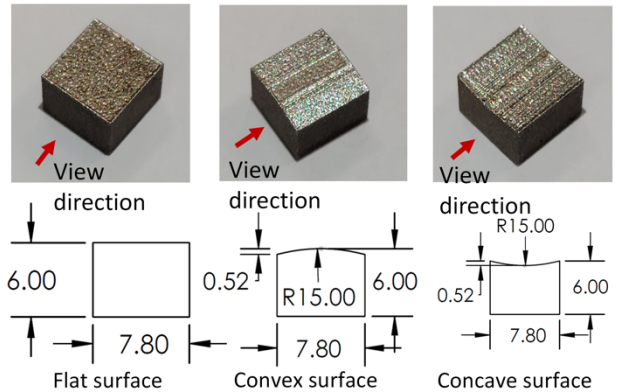 View
direction
View
direction
View
direction
6.00
7.80
Flat surface
0.52
R15.00
6.00
7.80
Convex surface
R15.00
0.52
6.00
7.80
Concave surface